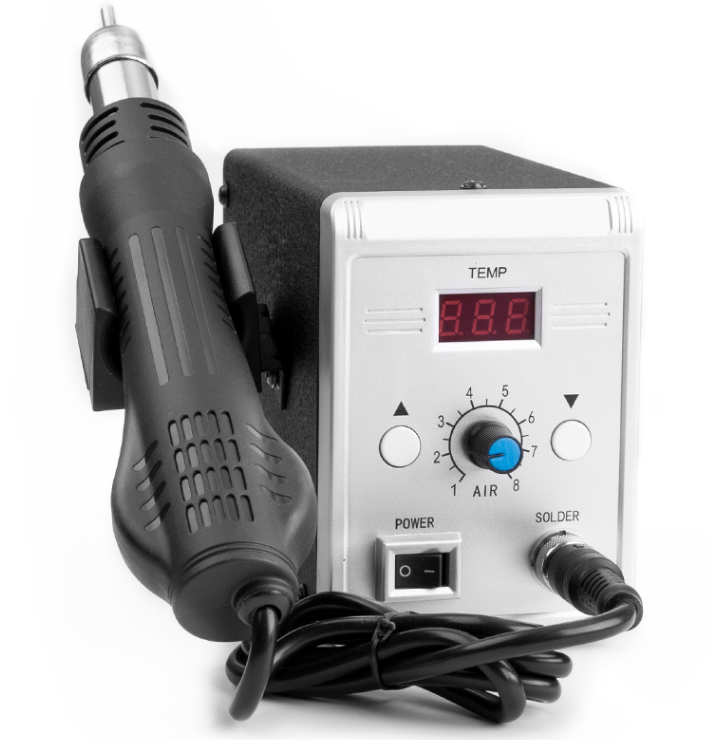 TEMP
8.8.8
▲ ▼
4 5
3 6
2 7
1 AIR 8
POWER SOLDER
O –